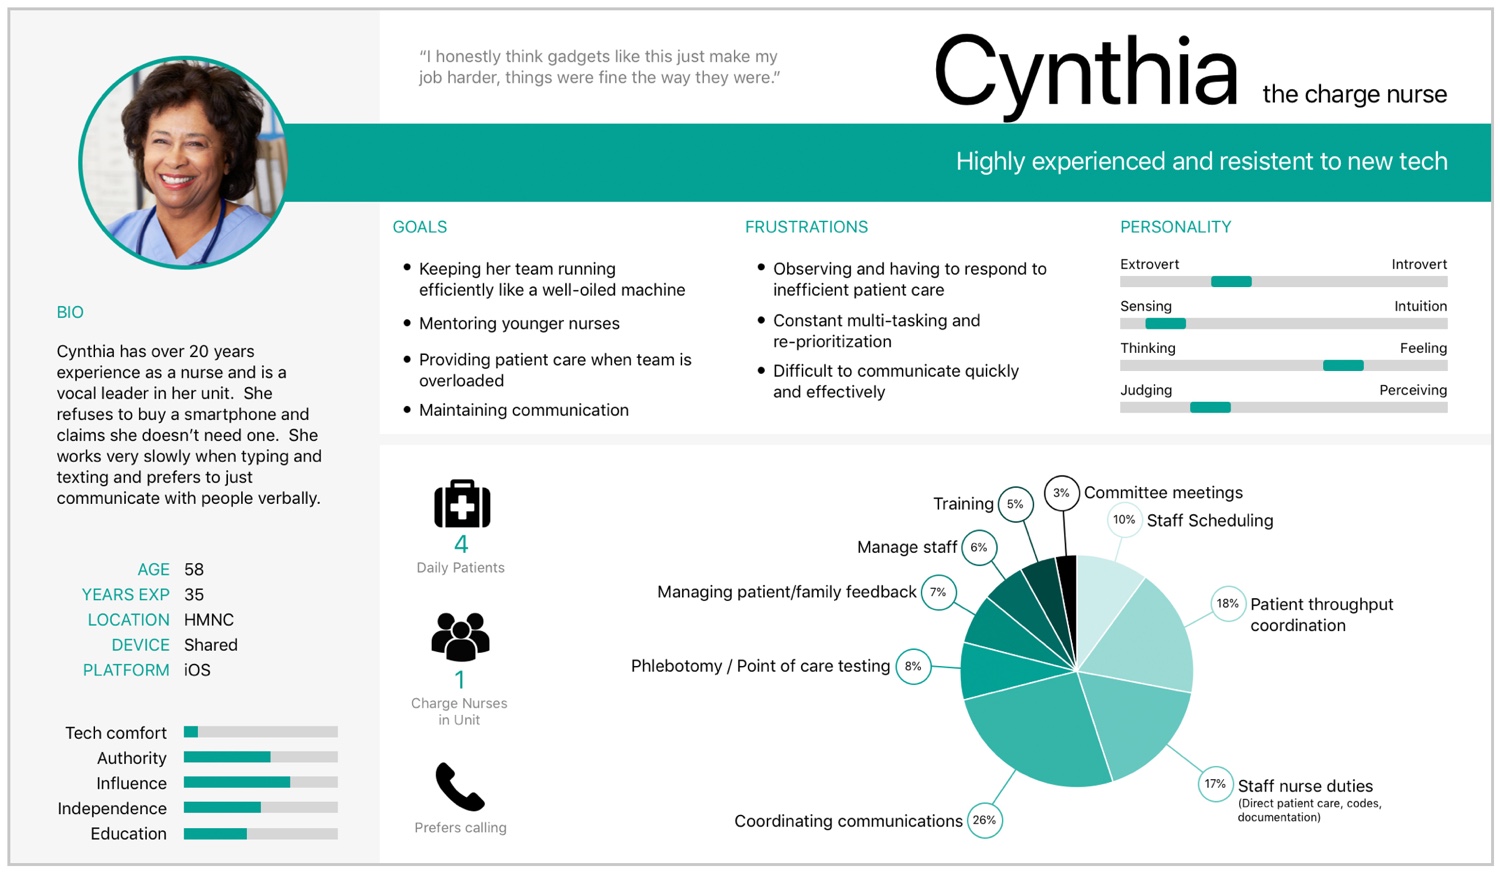 “I honestly think gadgets like this just make my
job harder, things were fine the way they were.”
Cynthia the charge nurse
Highly experienced and resistent to new tech
BIO
Cynthia has over 20 years
experience as a nurse and is a
vocal leader in her unit. She
refuses to buy a smartphone and
claims she doesn’t need one. She
works very slowly when typing and
texting and prefers to just
communicate with people verbally.
AGE 58
YEARS EXP 35
LOCATION HMNC
DEVICE Shared
PLATFORM iOS
Tech comfort
Authority
Influence
Independence
Education
GOALS
• Keeping her team running
efficiently like a well-oiled machine
• Mentoring younger nurses
• Providing patient care when team is
overloaded
• Maintaining communication
FRUSTRATIONS
• Observing and having to respond to
inefficient patient care
• Constant multi-tasking and
re-prioritization
• Difficult to communicate quickly
and effectively
PERSONALITY
Extrovert Introvert
Sensing Intuition
Thinking Feeling
Judging Perceiving
4
Daily Patients
1
Charge Nurses
in Unit
Prefers calling
3% Committee meetings
Training 5%
10% Staff Scheduling
Manage staff 6%
Managing patient/family feedback 7%
18% Patient throughput
coordination
Phlebotomy / Point of care testing 8%
17% Staff nurse duties
(Direct patient care, codes,
documentation)
Coordinating communications 26%